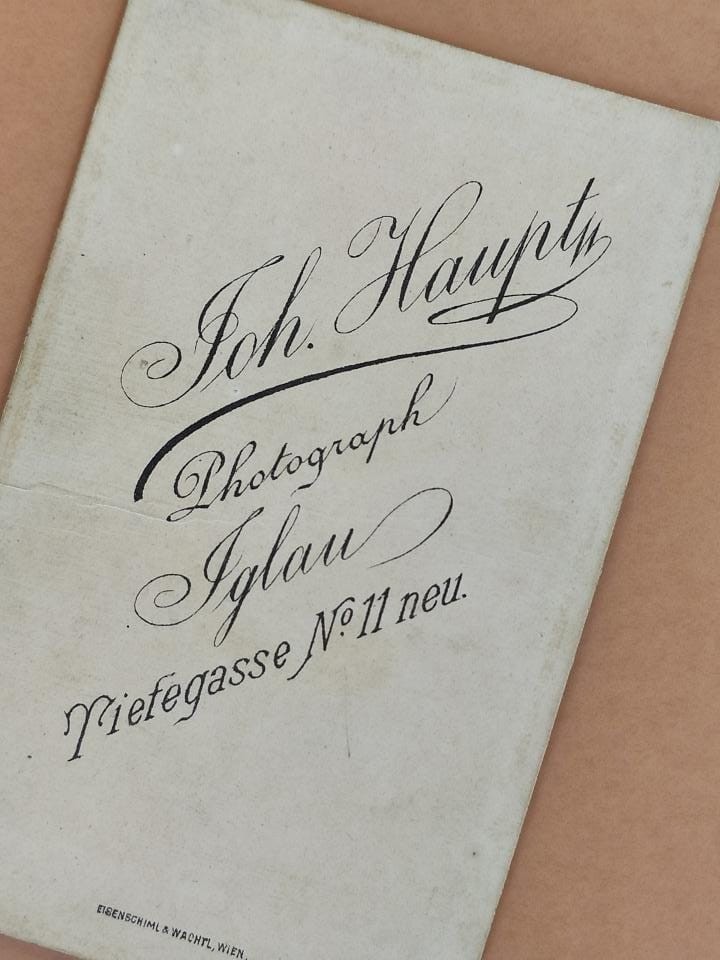 Joh. Haupt
Photograph
Iglau
Tiefegasse No. 11 neu.
EISENSCHIML & WACHTL, WIEN.